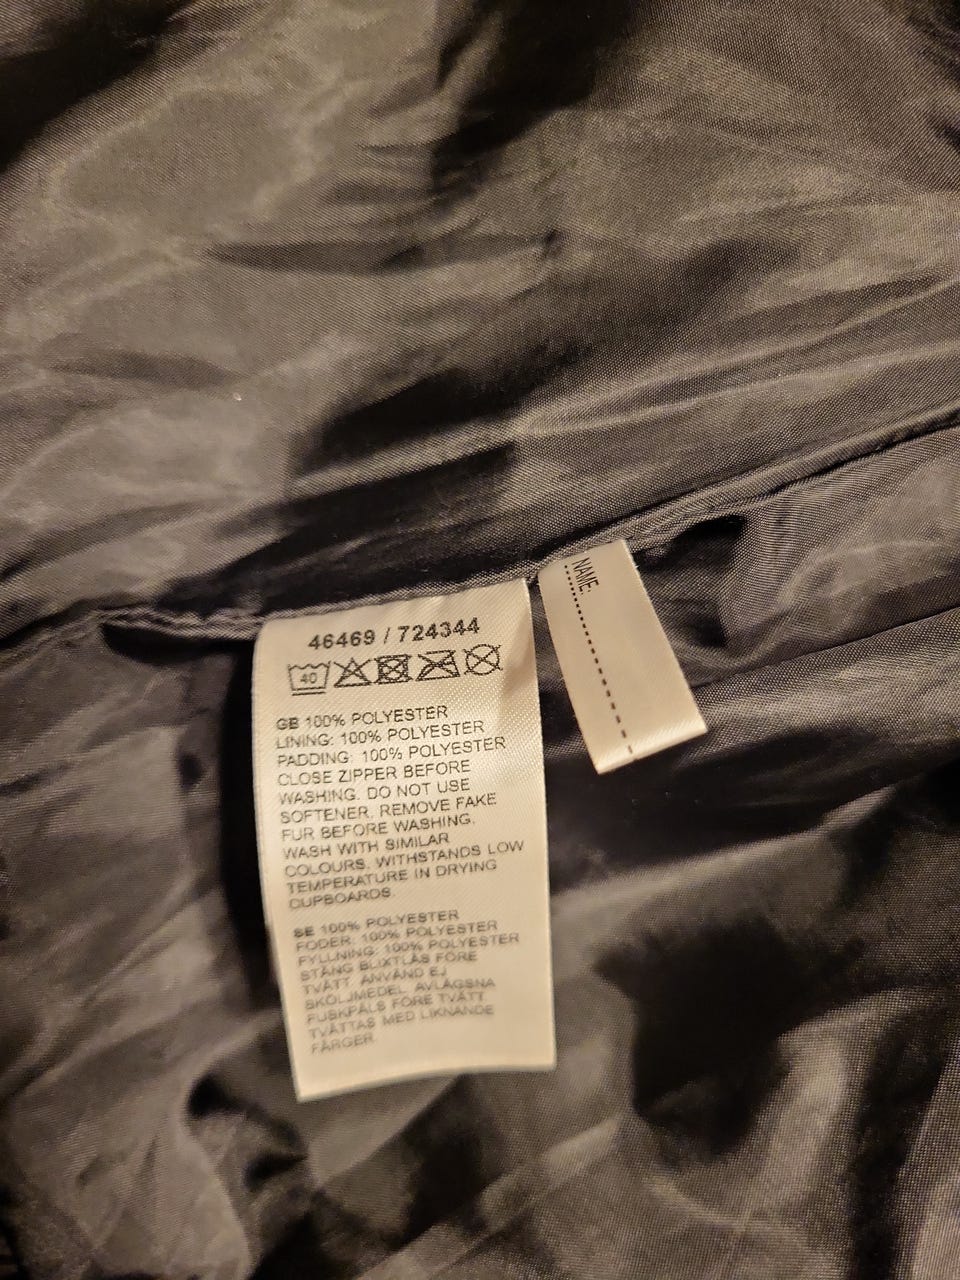 46469 / 724344
40
GB 100% POLYESTER
LINING: 100% POLYESTER
PADDING: 100% POLYESTER
CLOSE ZIPPER BEFORE
WASHING. DO NOT USE
SOFTENER. REMOVE FAKE
FUR BEFORE WASHING.
WASH WITH SIMILAR
COLOURS. WITHSTANDS LOW
TEMPERATURE IN DRYING
CUPBOARDS.
SE 100% POLYESTER
FODER: 100% POLYESTER
FYLLNING: 100% POLYESTER
STÄNG BLIXTLÅS FÖRE
TVÄTT. ANVÄND EJ
SKÖLJMEDEL. AVLÄGSNA
FUSKPÄLS FÖRE TVÄTT.
TVÄTTAS MED LIKNANDE
FÄRGER.
NAME: